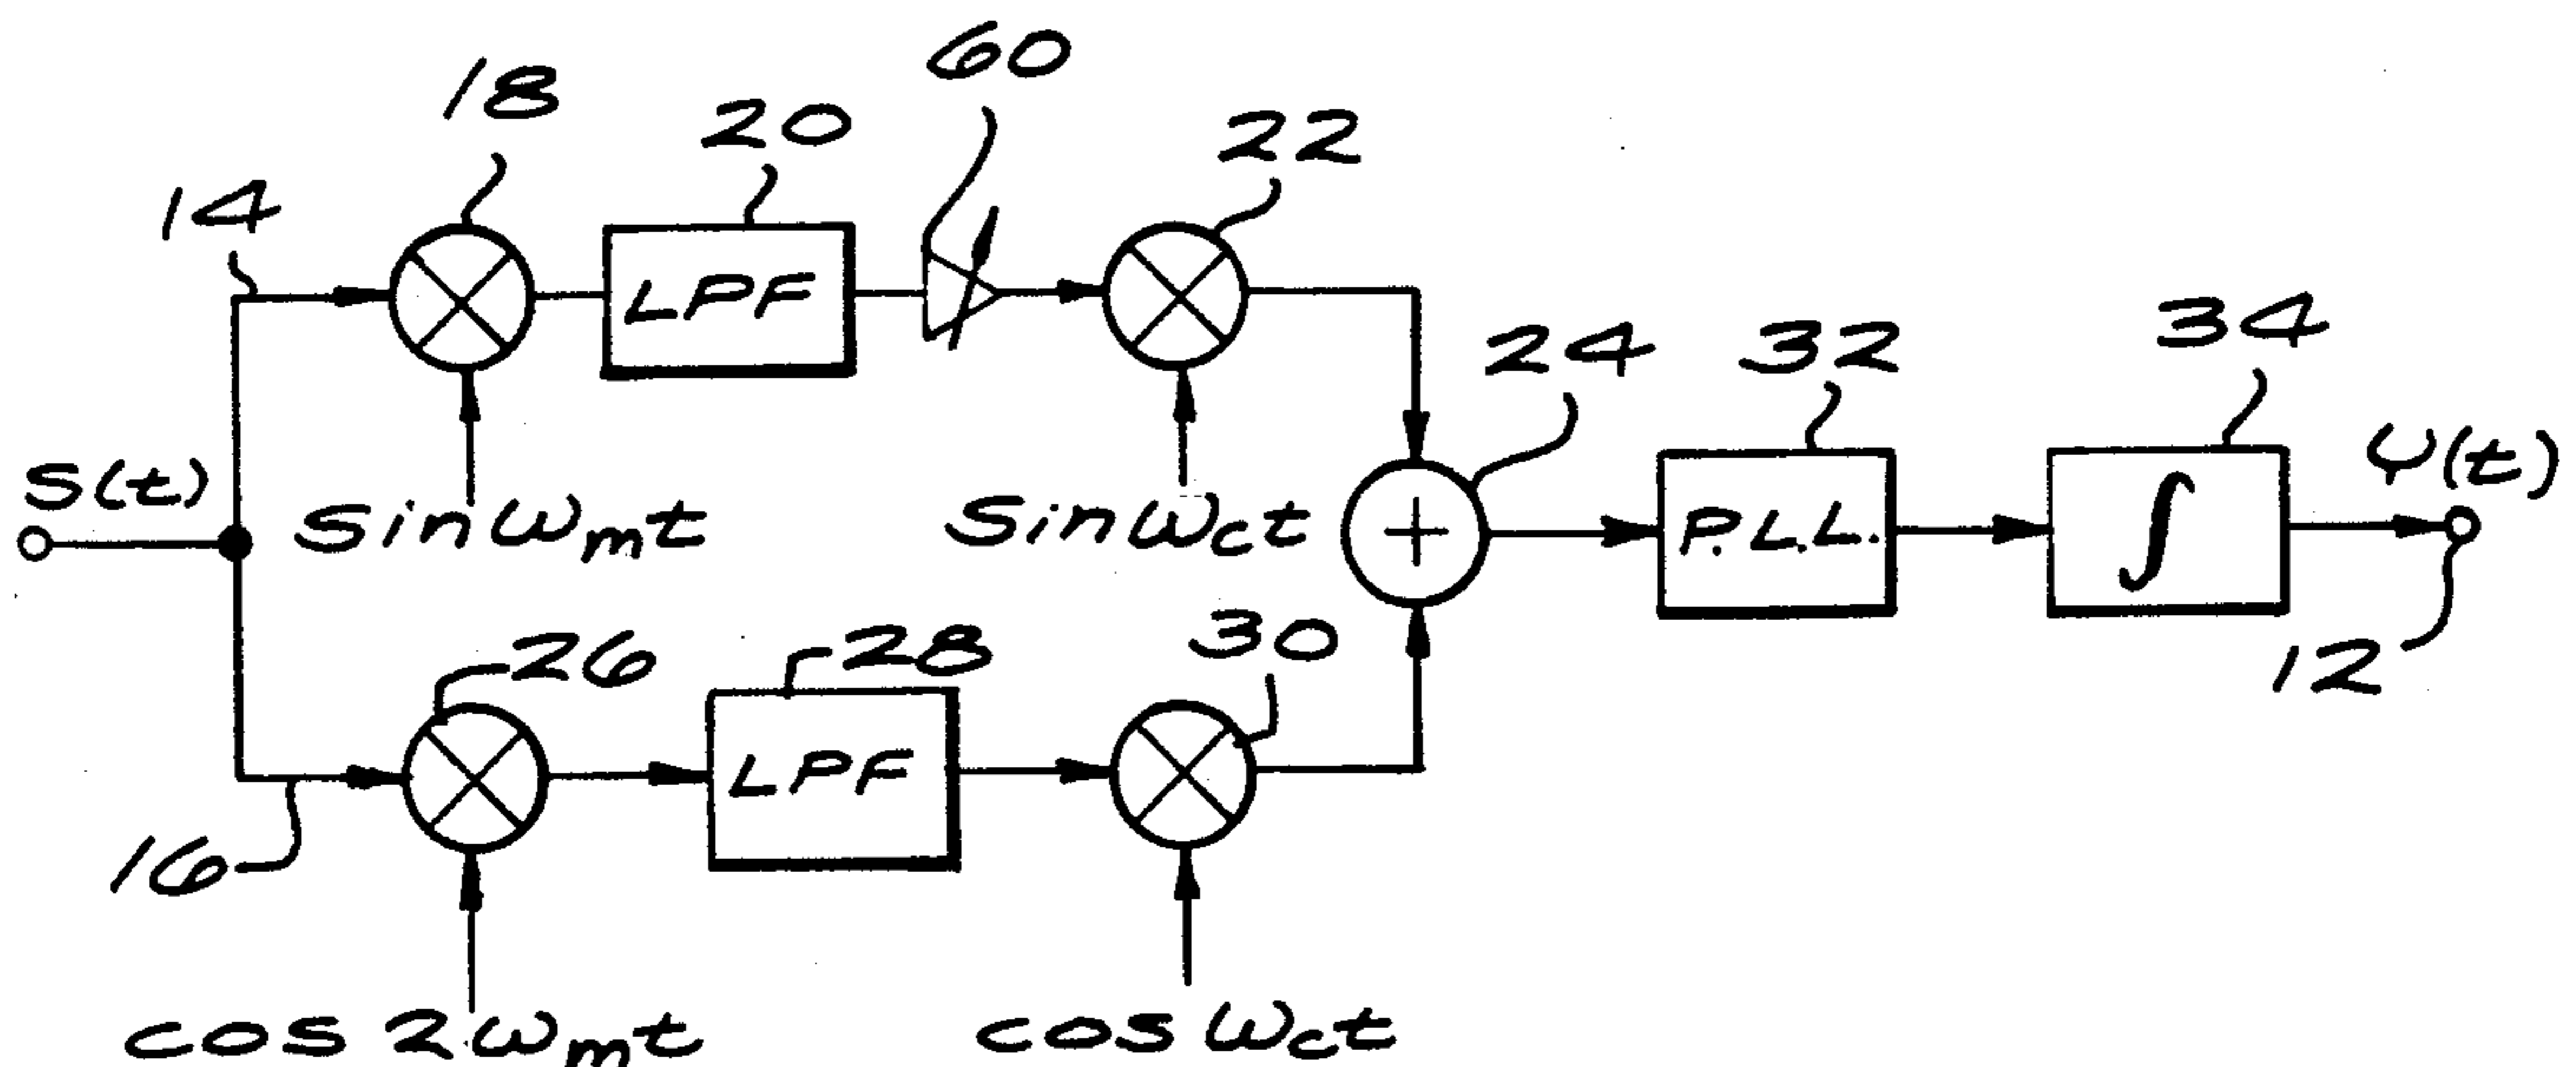 60
18
20
22
14
LPF
24
32
34
S(t)
sin ωmt
sin ωct
+
P.L.L.
∫
Ψ(t)
26
28
30
12
LPF
16
cos 2ωmt
cos ωct